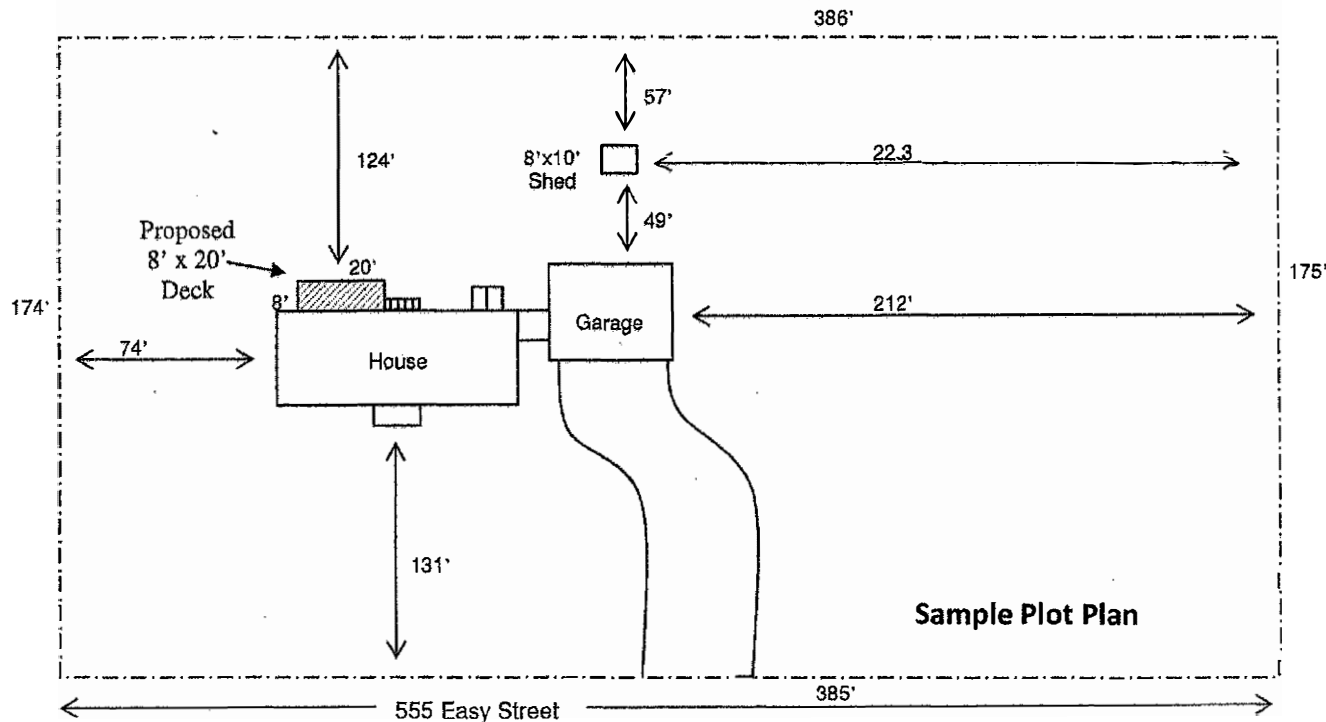 386'
57'
124'
8'x10'
Shed
22.3
49'
Proposed
8' x 20'
Deck
20'
8'
174'
175'
Garage
212'
74'
House
131'
Sample Plot Plan
385'
555 Easy Street